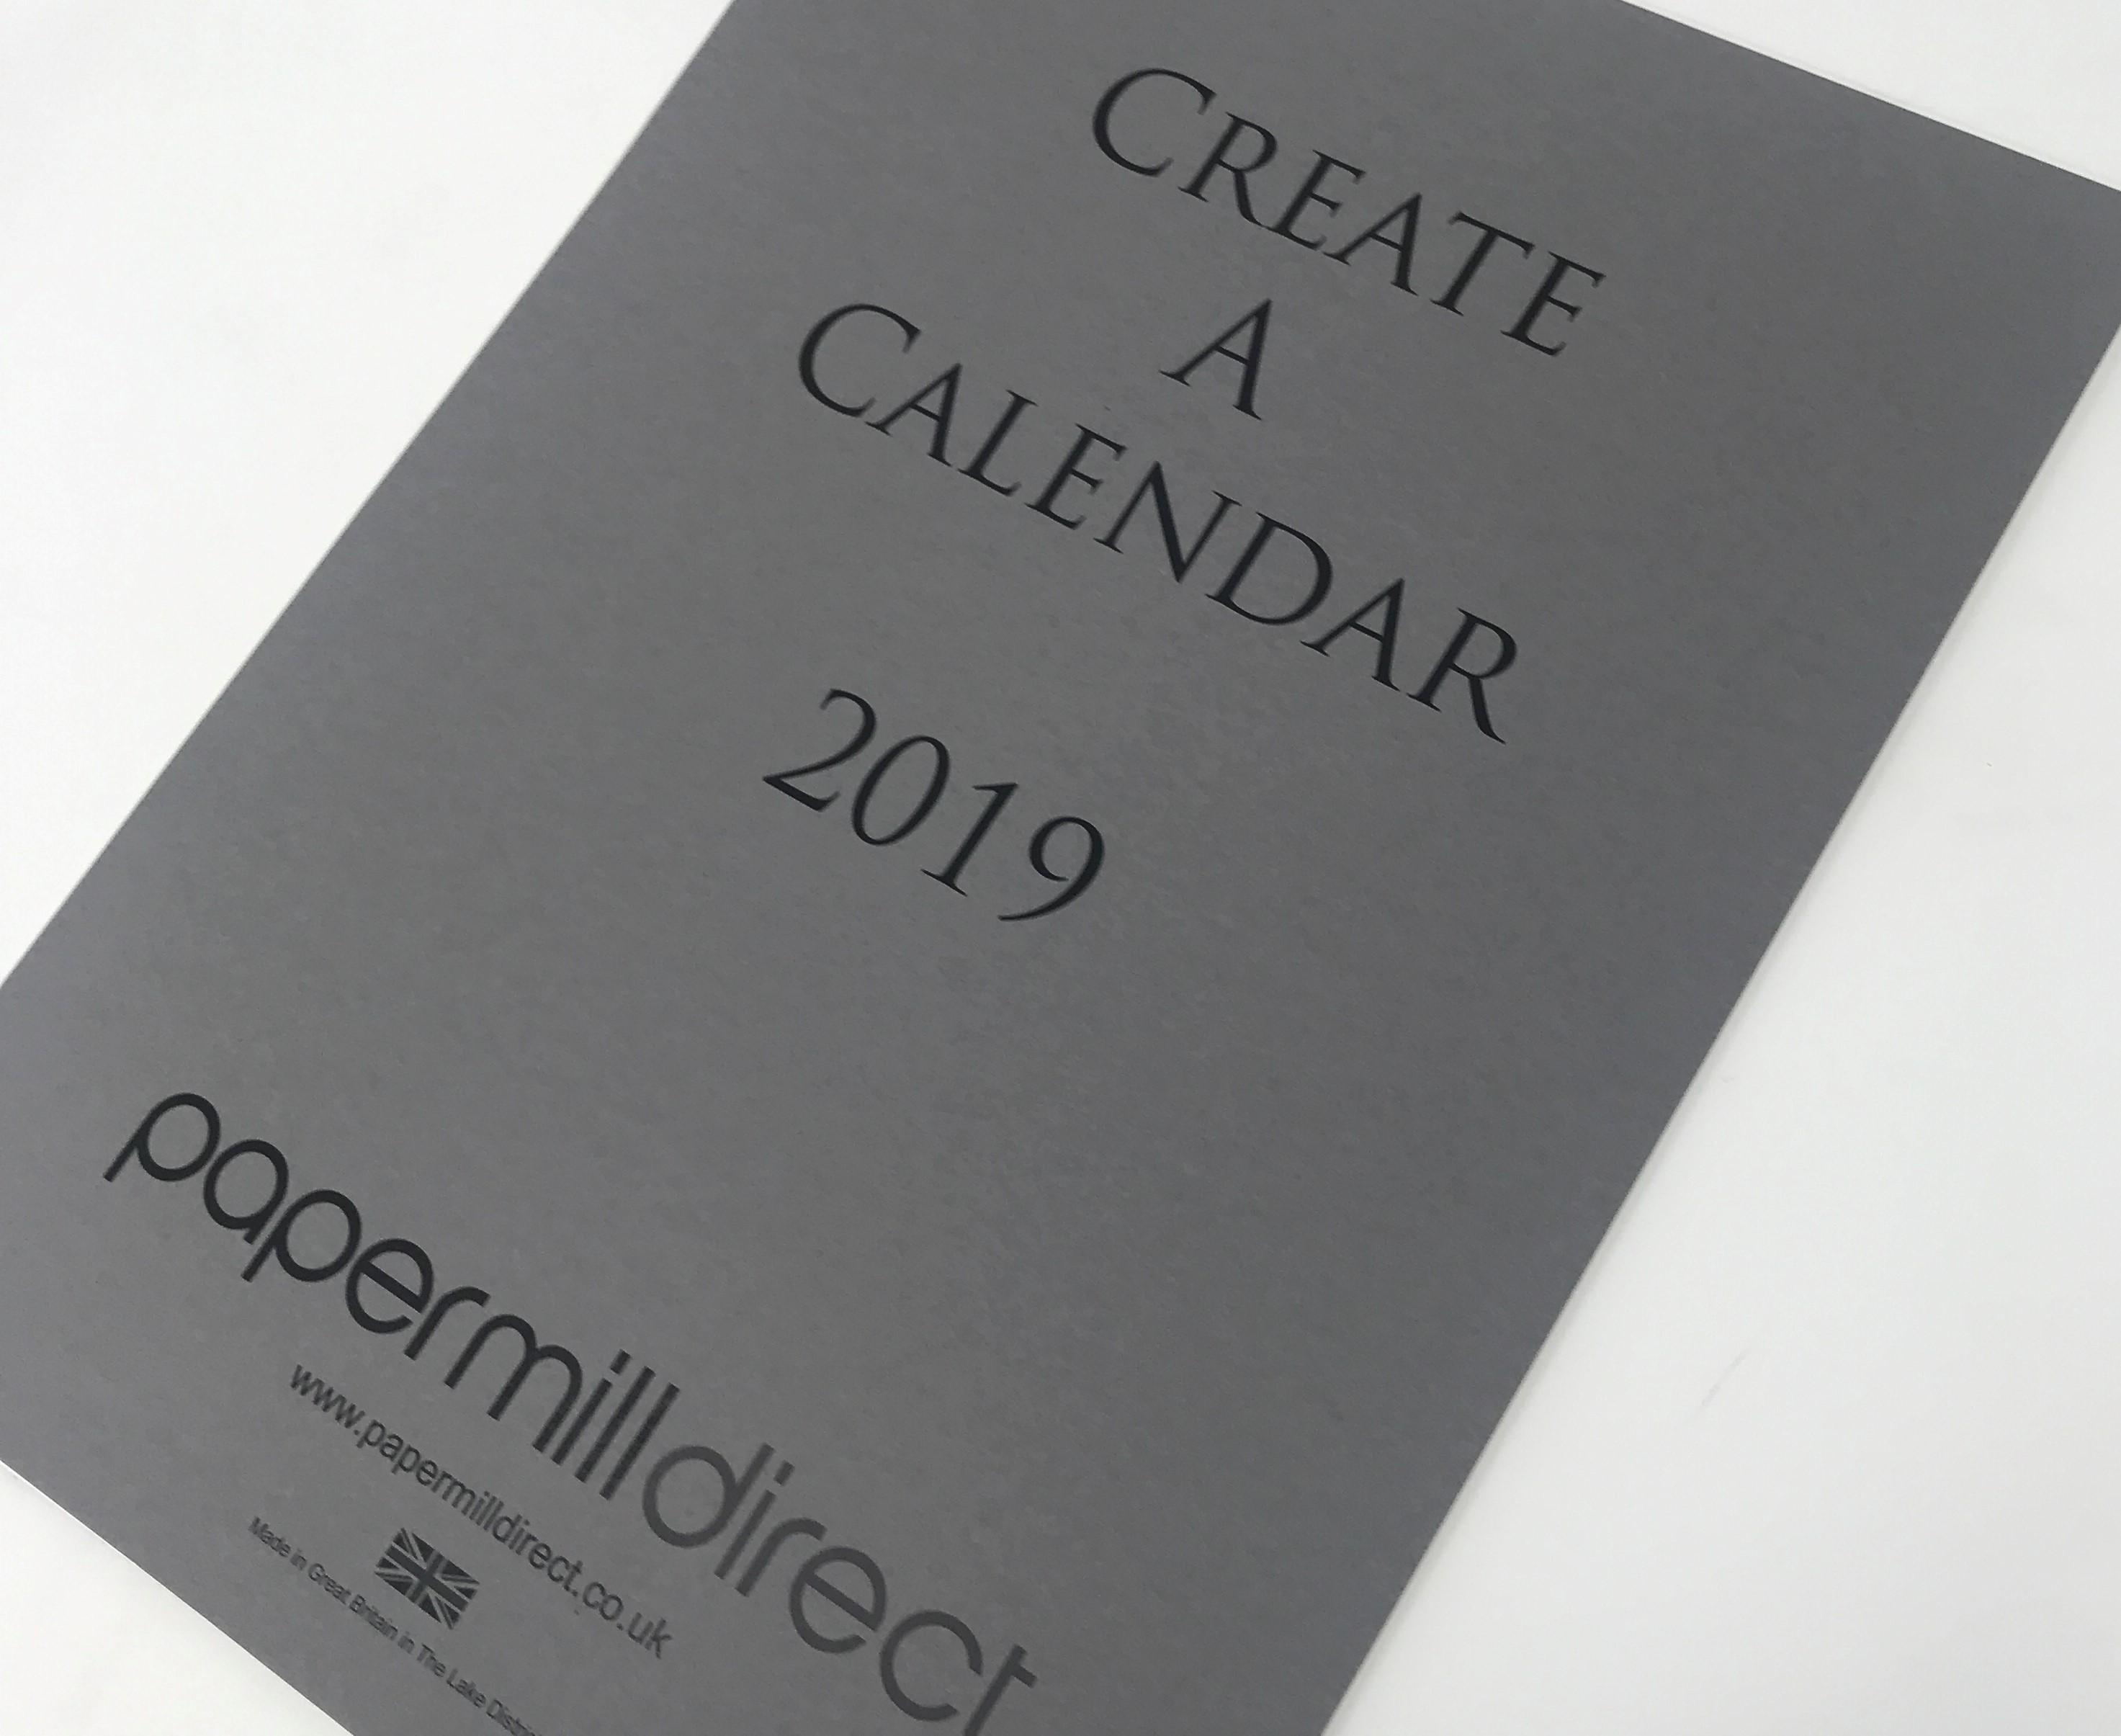 CREATE
A
CALENDAR
2019
papermilldirect
www.papermilldirect.co.uk
Made in Great Britain in The Lake